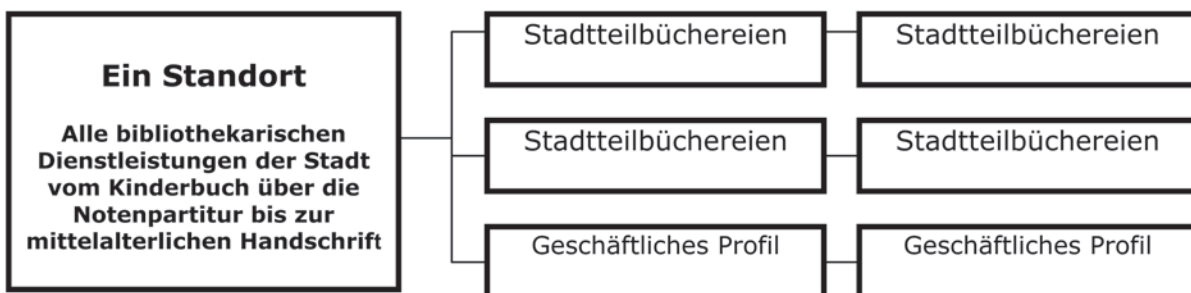 Ein Standort
Alle bibliothekarischen
Dienstleistungen der Stadt
vom Kinderbuch über die
Notenpartitur bis zur
mittelalterlichen Handschrift
Stadtteilbüchereien
Stadtteilbüchereien
Stadtteilbüchereien
Stadtteilbüchereien
Geschäftliches Profil
Geschäftliches Profil